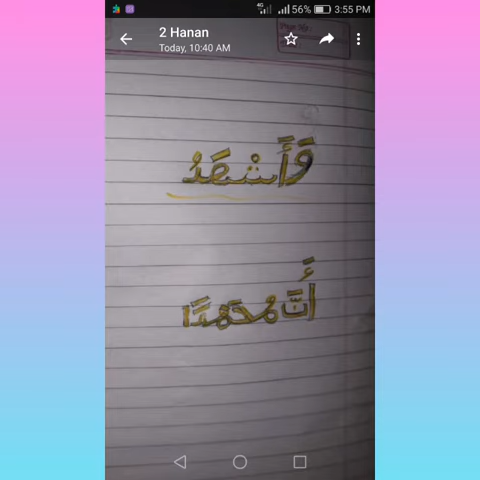 56% 3:55 PM
2 Hanan
Today, 10:40 AM
وَأَشْهَدُ
أَنَّ مُحَمَّدًا